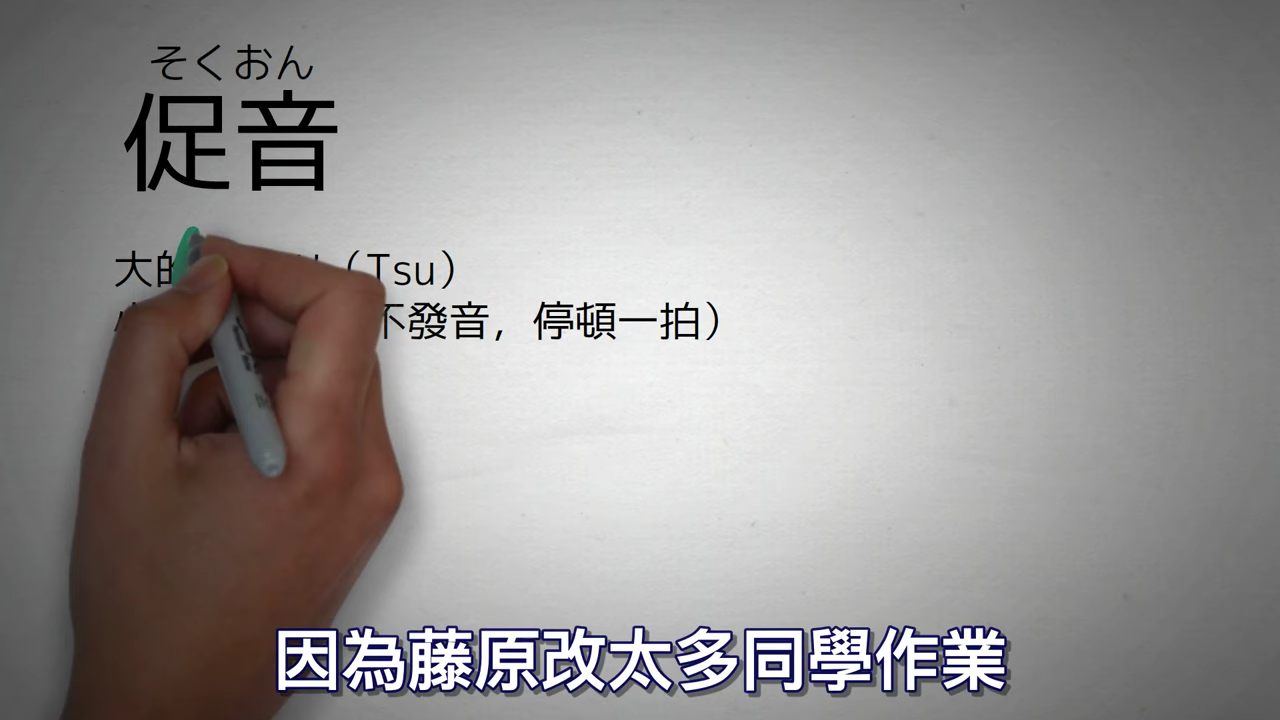 そくおん
促音
大的 （Tsu）
不發音，停頓一拍）
因為藤原改太多同學作業